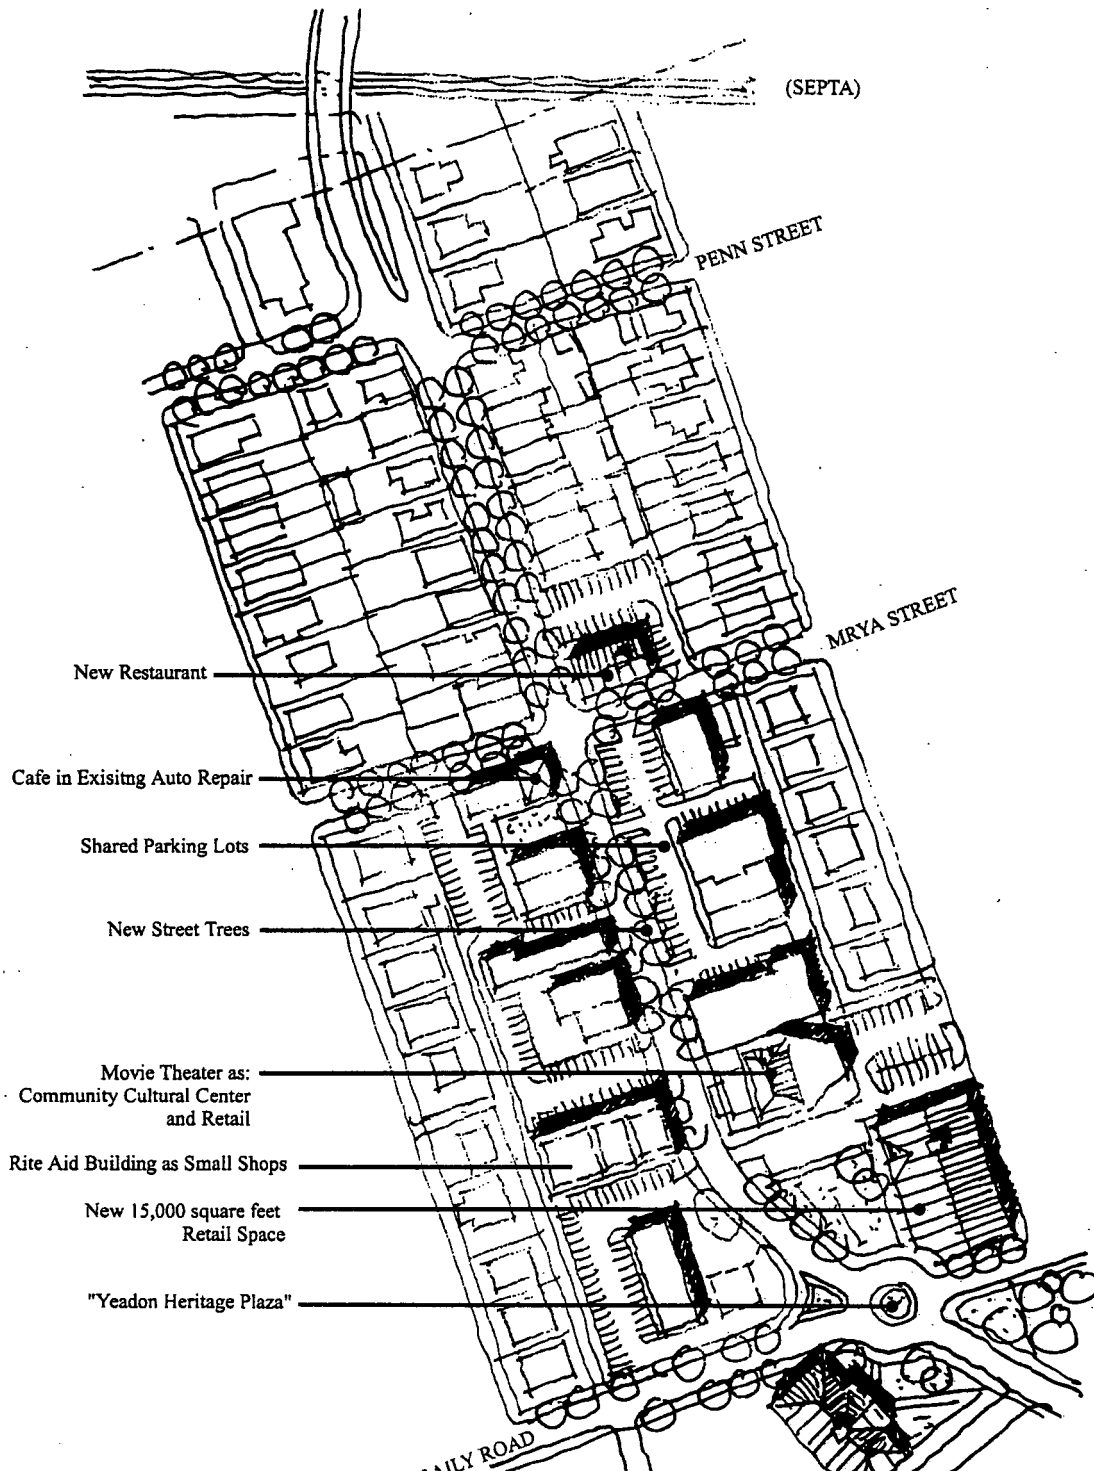 (SEPTA)
PENN STREET
MRYA STREET
New Restaurant
Cafe in Exisitng Auto Repair
Shared Parking Lots
New Street Trees
Movie Theater as:
Community Cultural Center
and Retail
Rite Aid Building as Small Shops
New 15,000 square feet
Retail Space
"Yeadon Heritage Plaza"
ROAD